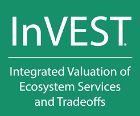 InVEST
Integrated Valuation of
Ecosystem Services
and Tradeoffs